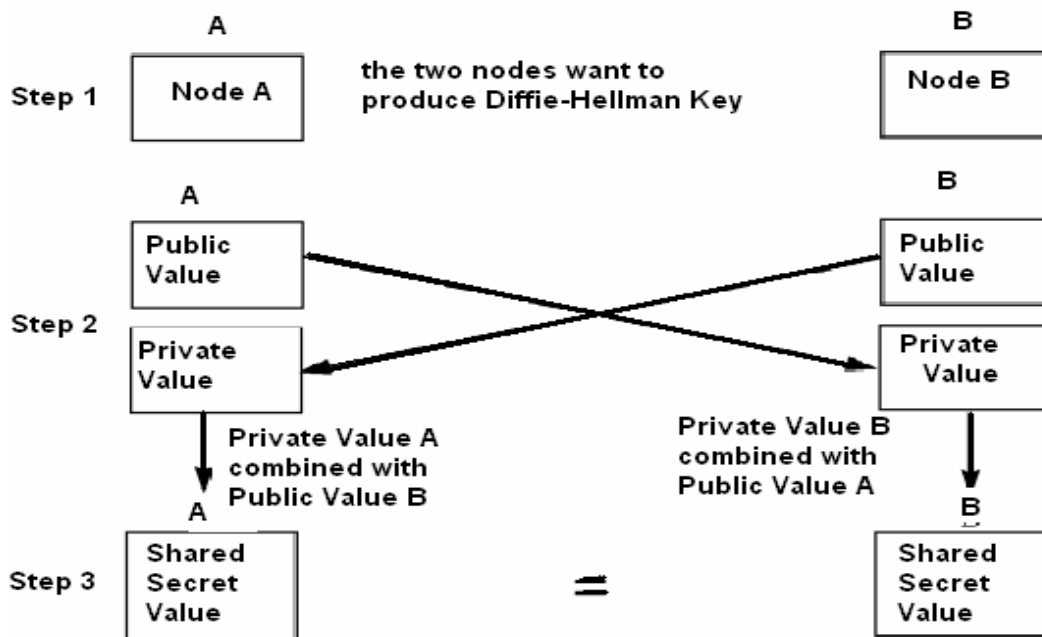 A
B
Step 1
Node A
the two nodes want to
produce Diffie-Hellman Key
Node B
A
B
Public
Value
Public
Value
Step 2
Private
Value
Private
Value
Private Value A
combined with
Public Value B
Private Value B
combined with
Public Value A
A
B
Step 3
Shared
Secret
Value
=
Shared
Secret
Value